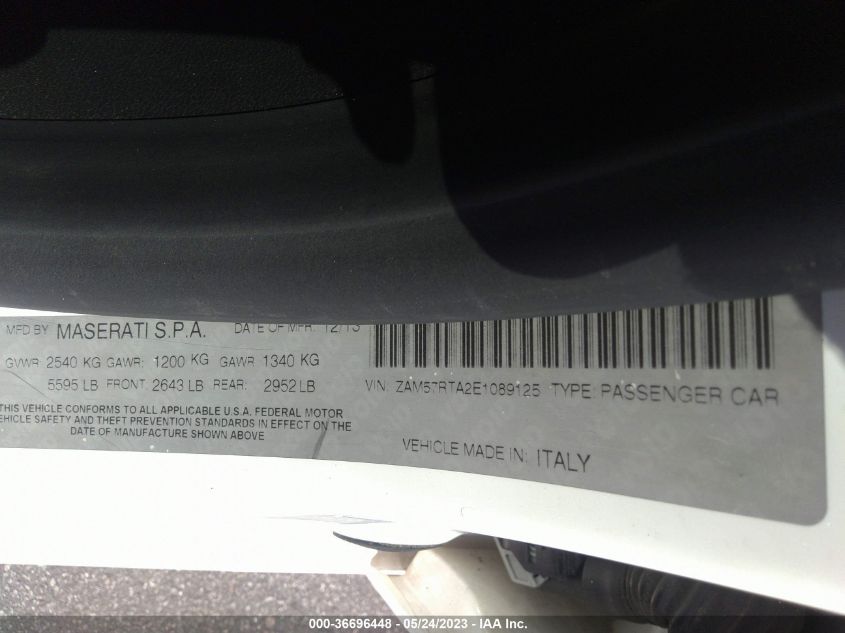 MFD BY MASERATI S.P.A. DATE OF MFR: 12/13
GVWR: 2540 KG GAWR: 1200 KG GAWR 1340 KG
5595 LB FRONT: 2643 LB REAR: 2952 LB
THIS VEHICLE CONFORMS TO ALL APPLICABLE U.S.A. FEDERAL MOTOR
VEHICLE SAFETY AND THEFT PREVENTION STANDARDS IN EFFECT ON THE
DATE OF MANUFACTURE SHOWN ABOVE
VIN: ZAM57RTA2E1089125 TYPE: PASSENGER CAR
VEHICLE MADE IN: ITALY
000-36696448 - 05/24/2023 - © IAA Inc.